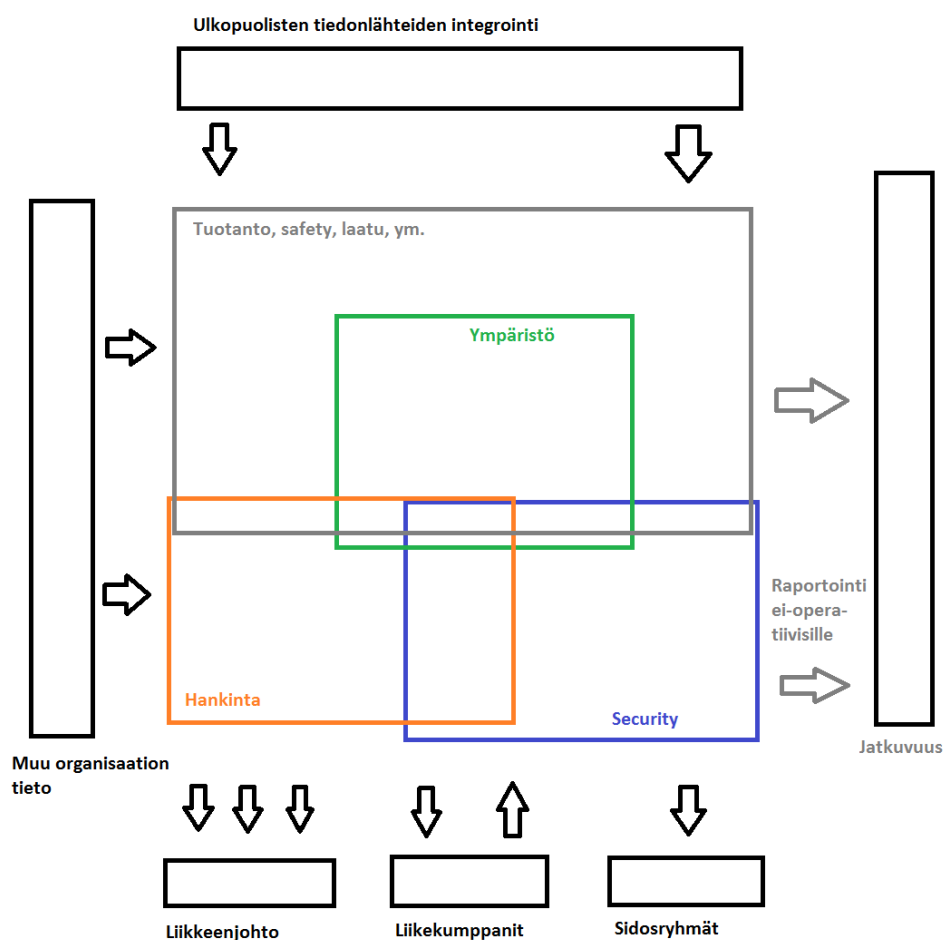 Ulkopuolisten tiedonlähteiden integrointi
Tuotanto, safety, laatu, ym.
Ympäristö
Raportointi
ei-opera-
tiivisille
Hankinta
Security
Jatkuvuus
Muu organisaation
tieto
Liikkeenjohto
Liikekumppanit
Sidosryhmät